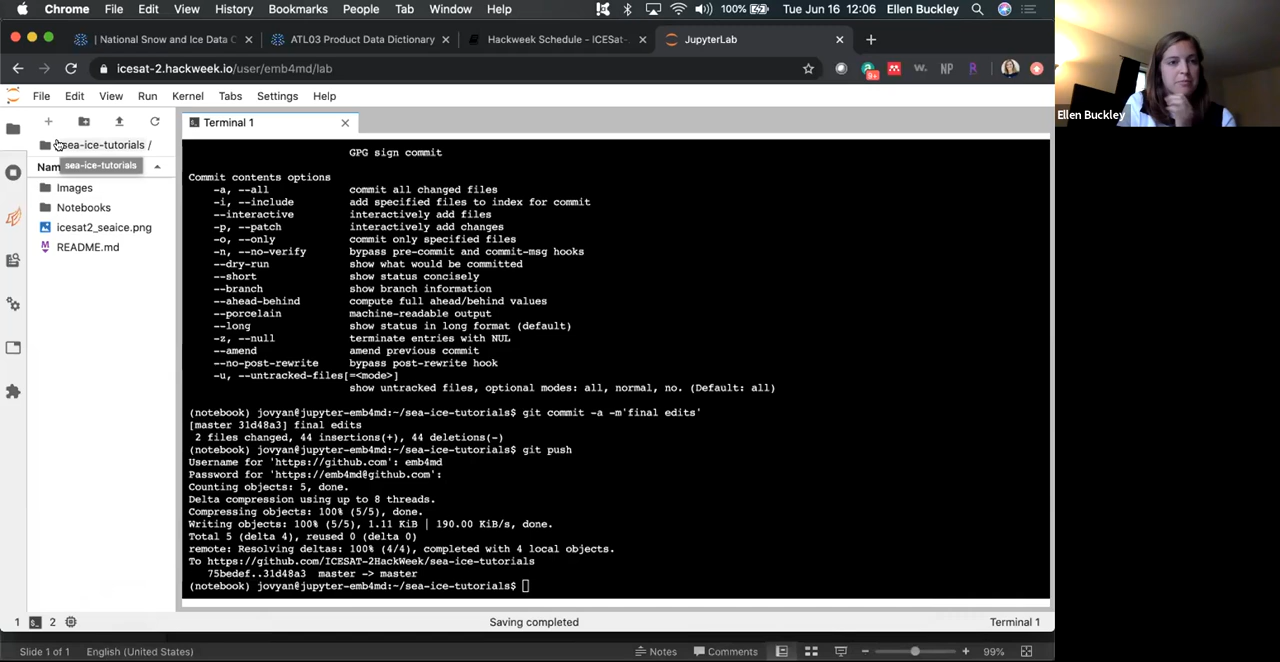 Chrome File Edit View History Bookmarks People Tab Window Help 100% Tue Jun 16 12:06 Ellen Buckley
| National Snow and Ice Data C ATL03 Product Data Dictionary Hackweek Schedule - ICESat- JupyterLab
icesat-2.hackweek.io/user/emb4md/lab
9+ w. NP R
File Edit View Run Kernel Tabs Settings Help
Ellen Buckley
Terminal 1
sea-ice-tutorials /
Nam
sea-ice-tutorials
Images
Notebooks
icesat2_seaice.png
README.md
GPG sign commit
Commit contents options
-a, --all commit all changed files
-i, --include add specified files to index for commit
--interactive interactively add files
-p, --patch interactively add changes
-o, --only commit only specified files
-n, --no-verify bypass pre-commit and commit-msg hooks
--dry-run show what would be committed
--short show status concisely
--branch show branch information
--ahead-behind compute full ahead/behind values
--porcelain machine-readable output
--long show status in long format (default)
-z, --null terminate entries with NUL
--amend amend previous commit
--no-post-rewrite bypass post-rewrite hook
-u, --untracked-files[=<mode>]
show untracked files, optional modes: all, normal, no. (Default: all)
(notebook) jovyan@jupyter-emb4md:~/sea-ice-tutorials$ git commit -a -m'final edits'
[master 31d48a3] final edits
2 files changed, 44 insertions(+), 44 deletions(-)
(notebook) jovyan@jupyter-emb4md:~/sea-ice-tutorials$ git push
Username for 'https://github.com': emb4md
Password for 'https://emb4md@github.com':
Counting objects: 5, done.
Delta compression using up to 8 threads.
Compressing objects: 100% (5/5), done.
Writing objects: 100% (5/5), 1.11 KiB | 190.00 KiB/s, done.
Total 5 (delta 4), reused 0 (delta 0)
remote: Resolving deltas: 100% (4/4), completed with 4 local objects.
To https://github.com/ICESAT-2HackWeek/sea-ice-tutorials
75bedef..31d48a3 master -> master
(notebook) jovyan@jupyter-emb4md:~/sea-ice-tutorials$
1 2 Saving completed Terminal 1
Slide 1 of 1 English (United States) Notes Comments 99%